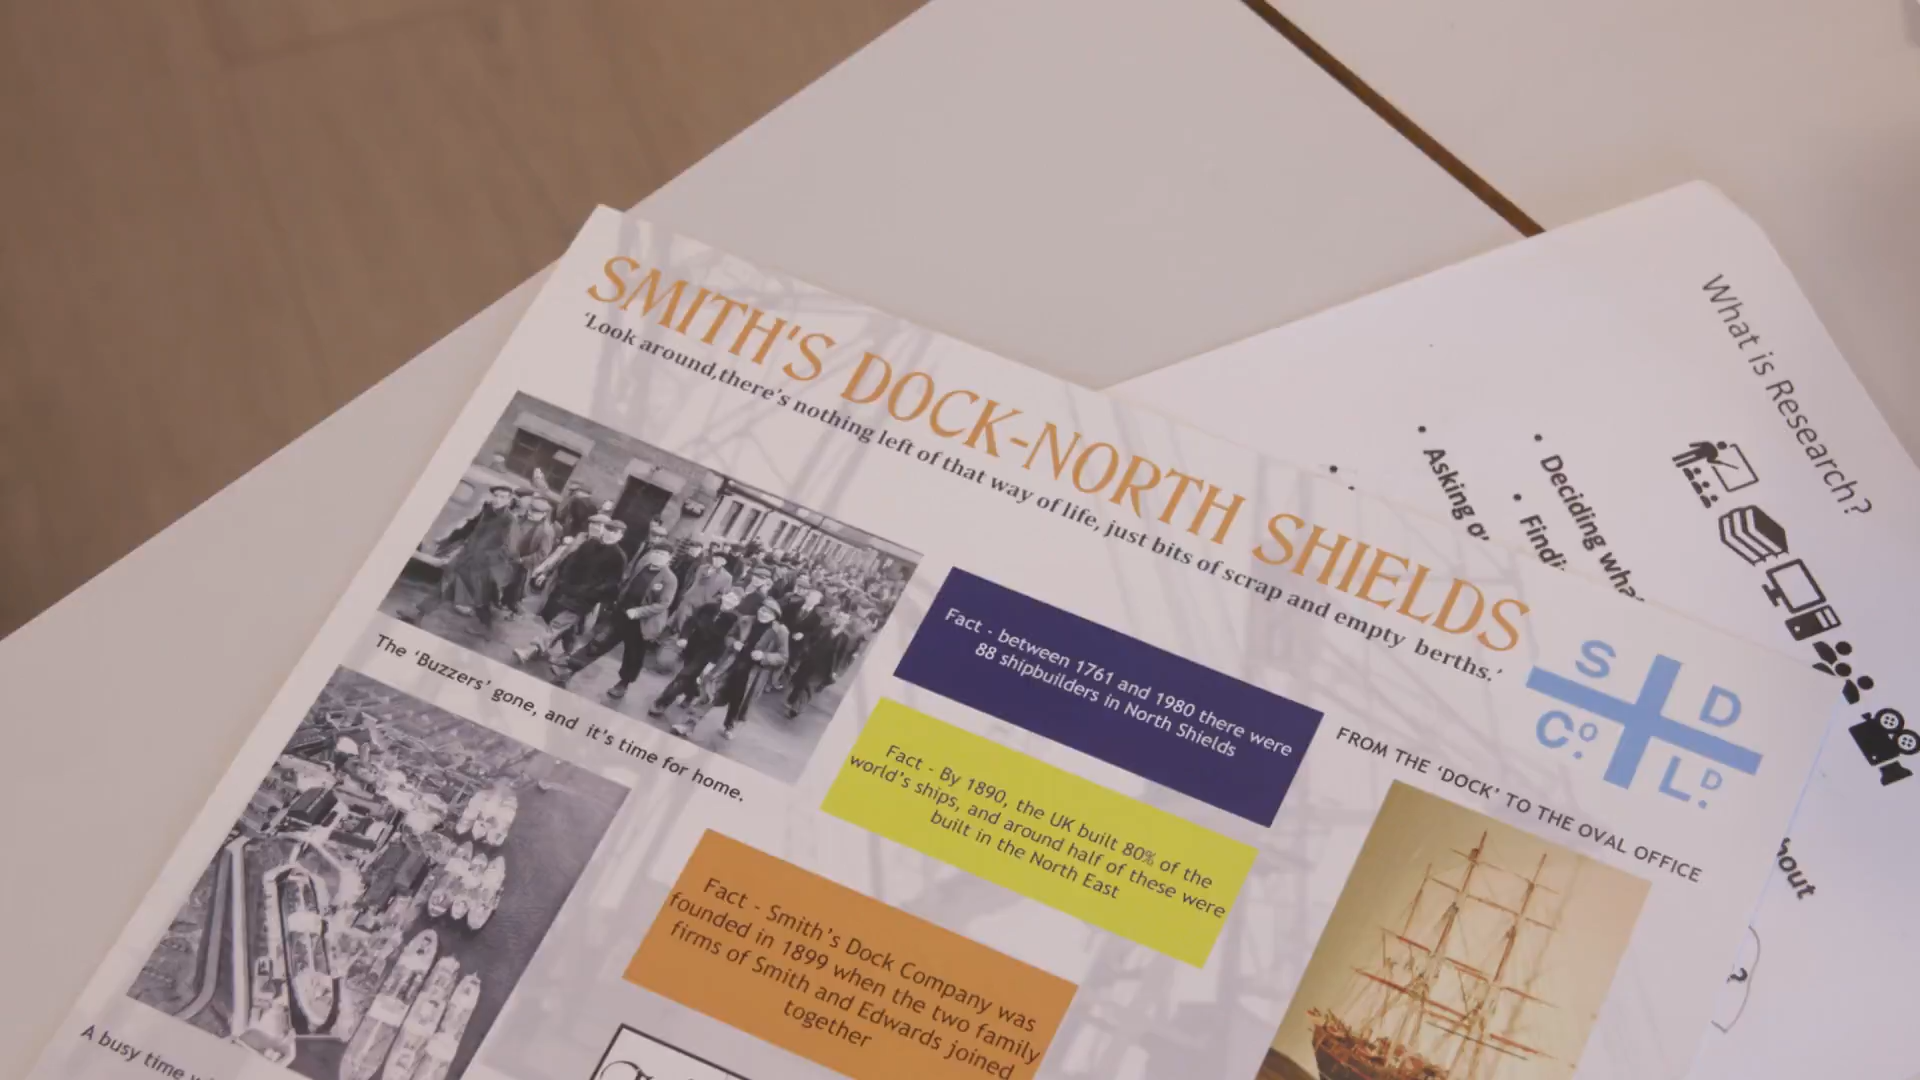 SMITH'S DOCK-NORTH SHIELDS
'Look around,there's nothing left of that way of life, just bits of scrap and empty berths.'
The 'Buzzers' gone, and it's time for home.
Fact - between 1761 and 1980 there were
88 shipbuilders in North Shields
Fact - By 1890, the UK built 80% of the
world's ships, and around half of these were
built in the North East
Fact - Smith's Dock Company was
founded in 1899 when the two family
firms of Smith and Edwards joined
together
S D
Cº. Lᴰ.
FROM THE 'DOCK' TO THE OVAL OFFICE
A busy time
What is Research?
• Deciding what
• Findi
• Asking
?